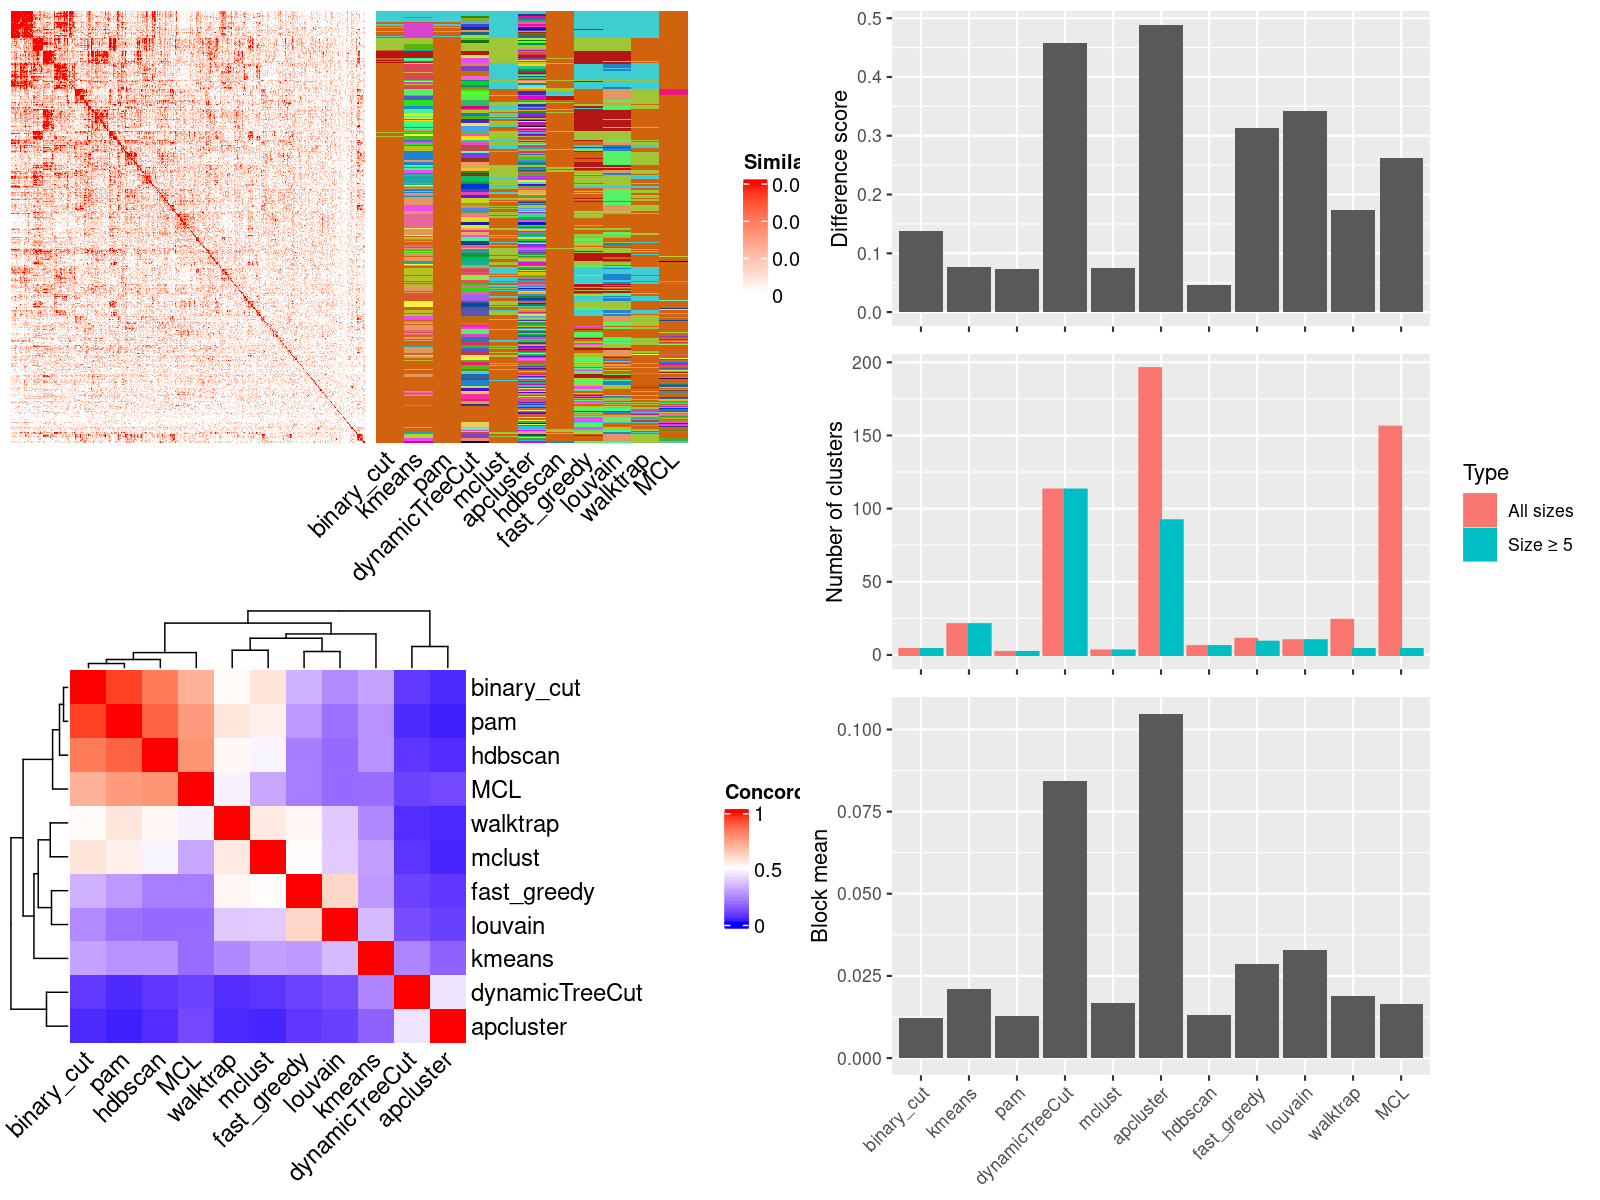 Simila
0.0
0.0
0.0
0
binary_cut
kmeans
pam
dynamicTreeCut
mclust
apcluster
hdbscan
fast_greedy
louvain
walktrap
MCL
binary_cut
pam
hdbscan
MCL
walktrap
mclust
fast_greedy
louvain
kmeans
dynamicTreeCut
apcluster
binary_cut
pam
hdbscan
MCL
walktrap
mclust
fast_greedy
louvain
kmeans
dynamicTreeCut
apcluster
Concord
1
0.5
0
Difference score
0.5
0.4
0.3
0.2
0.1
0.0
Number of clusters
200
150
100
50
0
Type
All sizes
Size ≥ 5
Block mean
0.100
0.075
0.050
0.025
0.000
binary_cut
kmeans
pam
dynamicTreeCut
mclust
apcluster
hdbscan
fast_greedy
louvain
walktrap
MCL